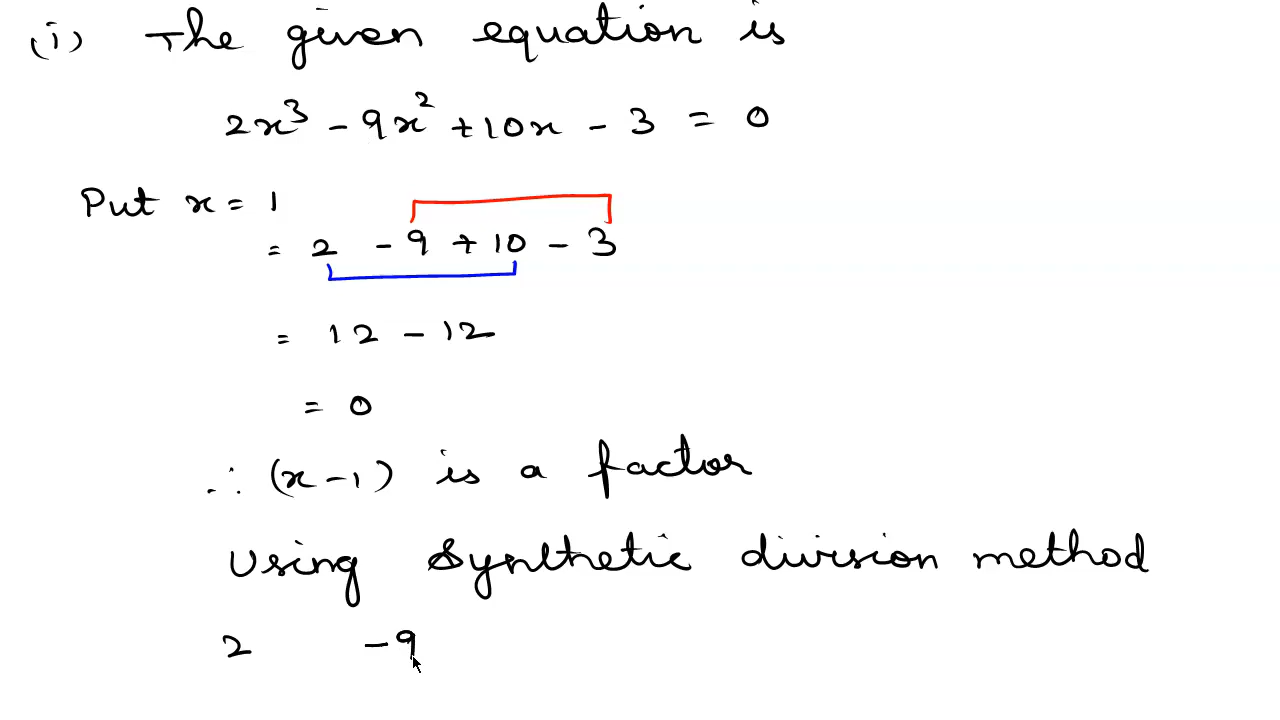 (i) The given equation is
2x³ - 9x² + 10x - 3 = 0
Put x = 1
= 2 - 9 + 10 - 3
= 12 - 12
= 0
∴ (x-1) is a factor
Using Synthetic division method
2 -9